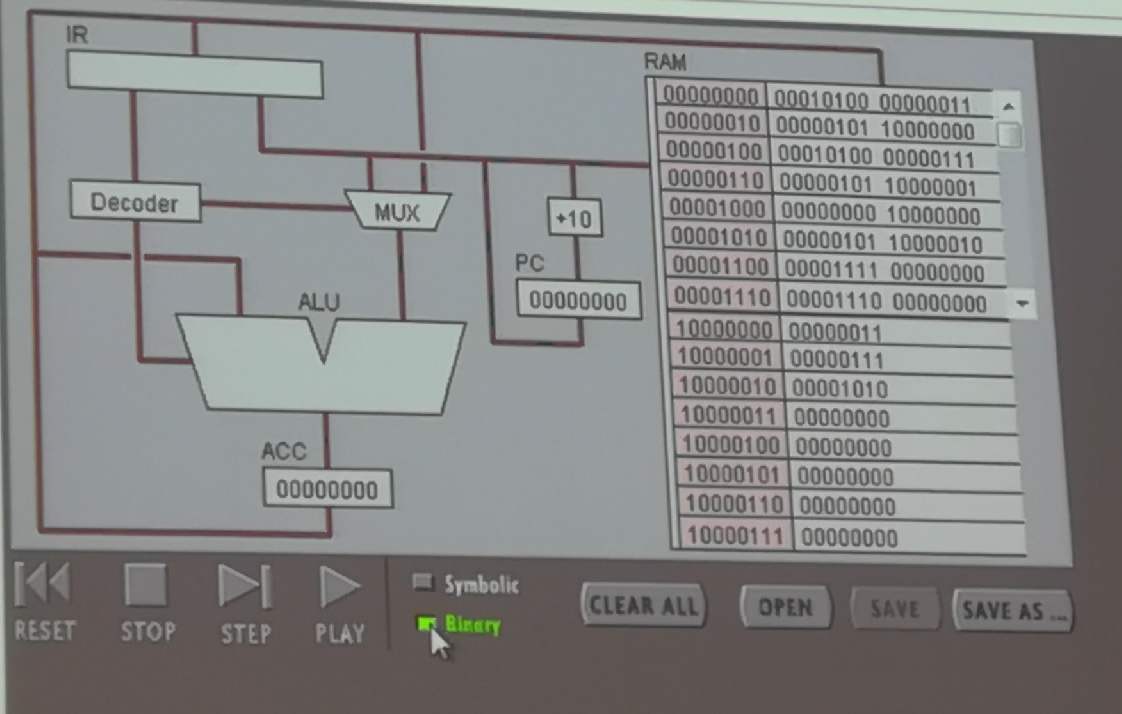 IR
Decoder
MUX
+10
PC
00000000
ALU
ACC
00000000
RAM
00000000 00010100 00000011
00000010 00000101 10000000
00000100 00010100 00000111
00000110 00000101 10000001
00001000 00000000 10000000
00001010 00000101 10000010
00001100 00001111 00000000
00001110 00001110 00000000
10000000 00000011
10000001 00000111
10000010 00001010
10000011 00000000
10000100 00000000
10000101 00000000
10000110 00000000
10000111 00000000
RESET STOP STEP PLAY
Symbolic
Binary
CLEAR ALL OPEN SAVE SAVE AS ...